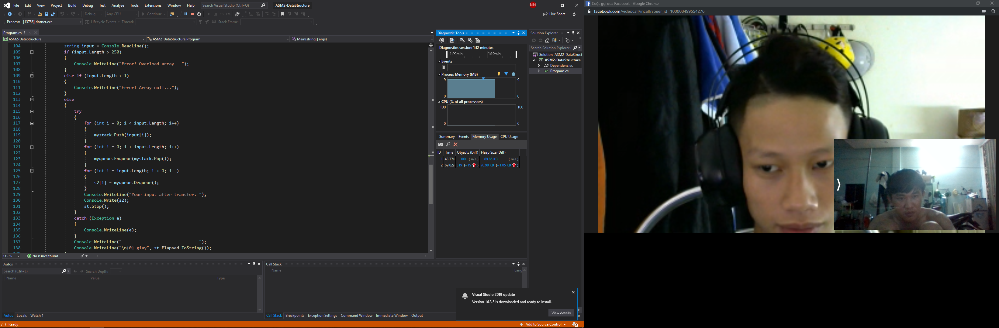 File Edit View Project Build Debug Test Analyze Tools Extensions Window Help Search Visual Studio (Ctrl+Q) ASM2-DataStructure NN
Debug Any CPU Continue Live Share
Process: [13756] dotnet.exe Lifecycle Events Thread: Stack Frame:
Program.cs
ASM2-DataStructure ASM2_DataStructure.Program Main(string[] args)
104 string input = Console.ReadLine();
105 if (input.Length > 250)
106 {
107 Console.WriteLine("Error! Overload array...");
108 }
109 else if (input.Length < 1)
110 {
111 Console.WriteLine("Error! Array null...");
112 }
113 else
114 {
115 try
116 {
117 for (int i = 0; i < input.Length; i++)
118 {
119 mystack.Push(input[i]);
120 }
121 for (int i = 0; i < input.Length; i++)
122 {
123 myqueue.Enqueue(mystack.Pop());
124 }
125 for (int i = input.Length; i > 0; i--)
126 {
127 s2[i] = myqueue.Dequeue();
128 }
129 Console.WriteLine("Your input after transfer: ");
130 Console.Write(s2);
131 st.Stop();
132 }
133 catch (Exception e)
134 {
135 Console.WriteLine(e);
136 }
137 Console.WriteLine(" ");
138 Console.WriteLine("\n{0} giay", st.Elapsed.ToString());
115 % No issues found
Diagnostic Tools
Diagnostics session: 1:12 minutes
1:00min 1:10min
Events
Process Memory (MB)
9 9
0 0
CPU (% of all processors)
100 100
0 0
Summary Events Memory Usage CPU Usage
ID Time Objects (Diff) Heap Size (Diff)
1 43.77s 300 (n/a) 69.85 KB (n/a)
2 69.02s 319 (+19) 70.90 KB (+1.05 KB)
Solution Explorer
Search Solution Explorer
Solution 'ASM2-DataStruct
ASM2-DataStructure
Dependencies
Program.cs
Autos
Search (Ctrl+E) Search Depth:
Name Value Type
Autos Locals Watch 1
Call Stack
Name Lang
Call Stack Breakpoints Exception Settings Command Window Immediate Window Output
Visual Studio 2019 update
Version 16.3.5 is downloaded and ready to install.
View details
Ready Add to Source Control 4
Cuộc gọi qua Facebook - Google Chrome
facebook.com/videocall/incall/?peer_id=100008499554276